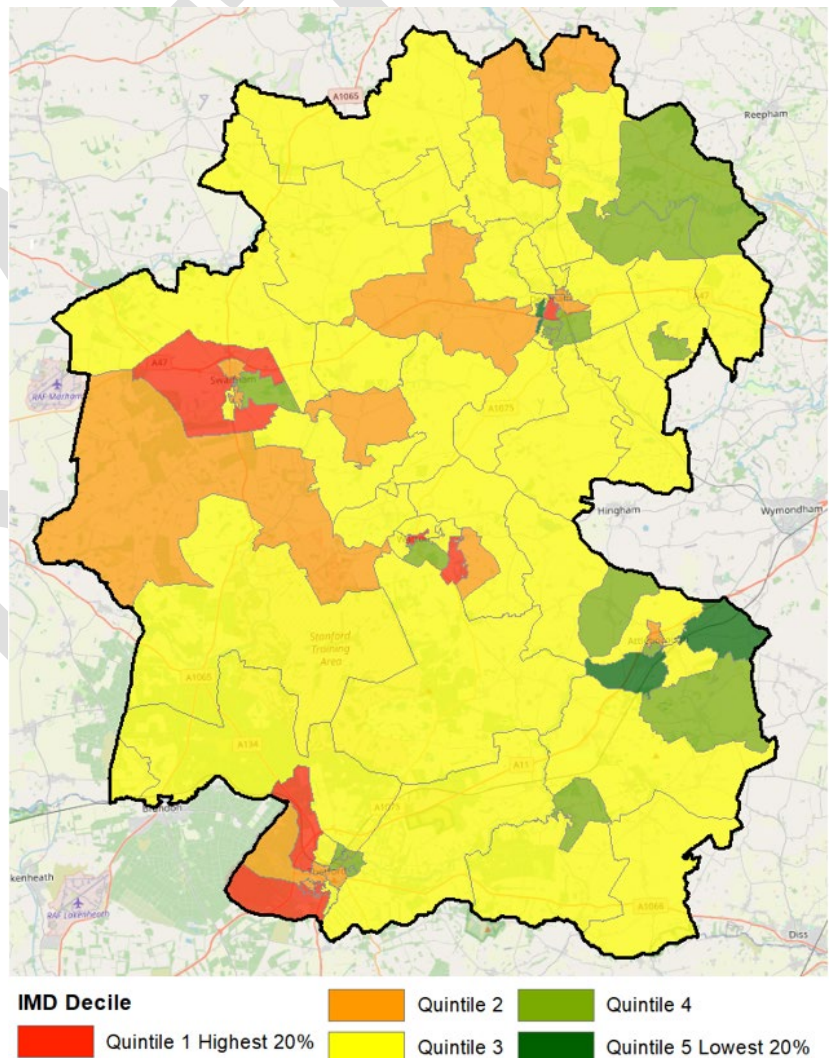 A1065
Reepham
A47
A47
RAF Marham
Swaffham
A1075
Hingham
Wymondham
Stanford
Training
Area
A1065
A134
A11
Brandon
A1075
Thetford
kenheath
RAF Lakenheath
A1066
Diss
IMD Decile
Quintile 1 Highest 20%
Quintile 2
Quintile 3
Quintile 4
Quintile 5 Lowest 20%